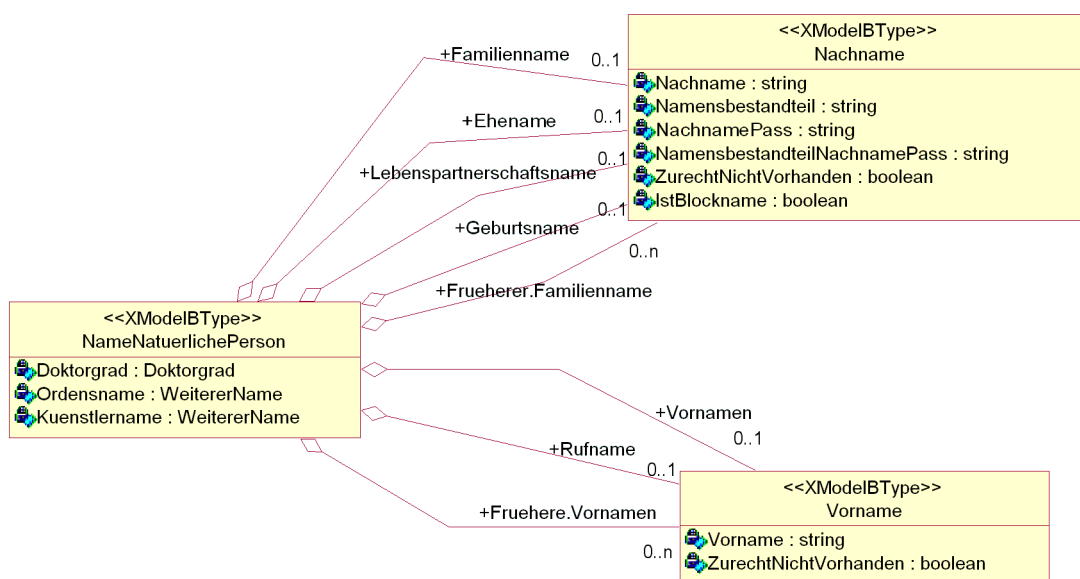 <<XModelBType>>
Nachname
Nachname : string
Namensbestandteil : string
NachnamePass : string
NamensbestandteilNachnamePass : string
ZurechtNichtVorhanden : boolean
IstBlockname : boolean
+Familienname
0..1
+Ehename
0..1
+Lebenspartnerschaftsname
0..1
+Geburtsname
0..1
+Frueherer.Familienname
0..n
<<XModelBType>>
NameNatuerlichePerson
Doktorgrad : Doktorgrad
Ordensname : WeitererName
Kuenstlername : WeitererName
+Vornamen
0..1
+Rufname
0..1
+Fruehere.Vornamen
0..n
<<XModelBType>>
Vorname
Vorname : string
ZurechtNichtVorhanden : boolean